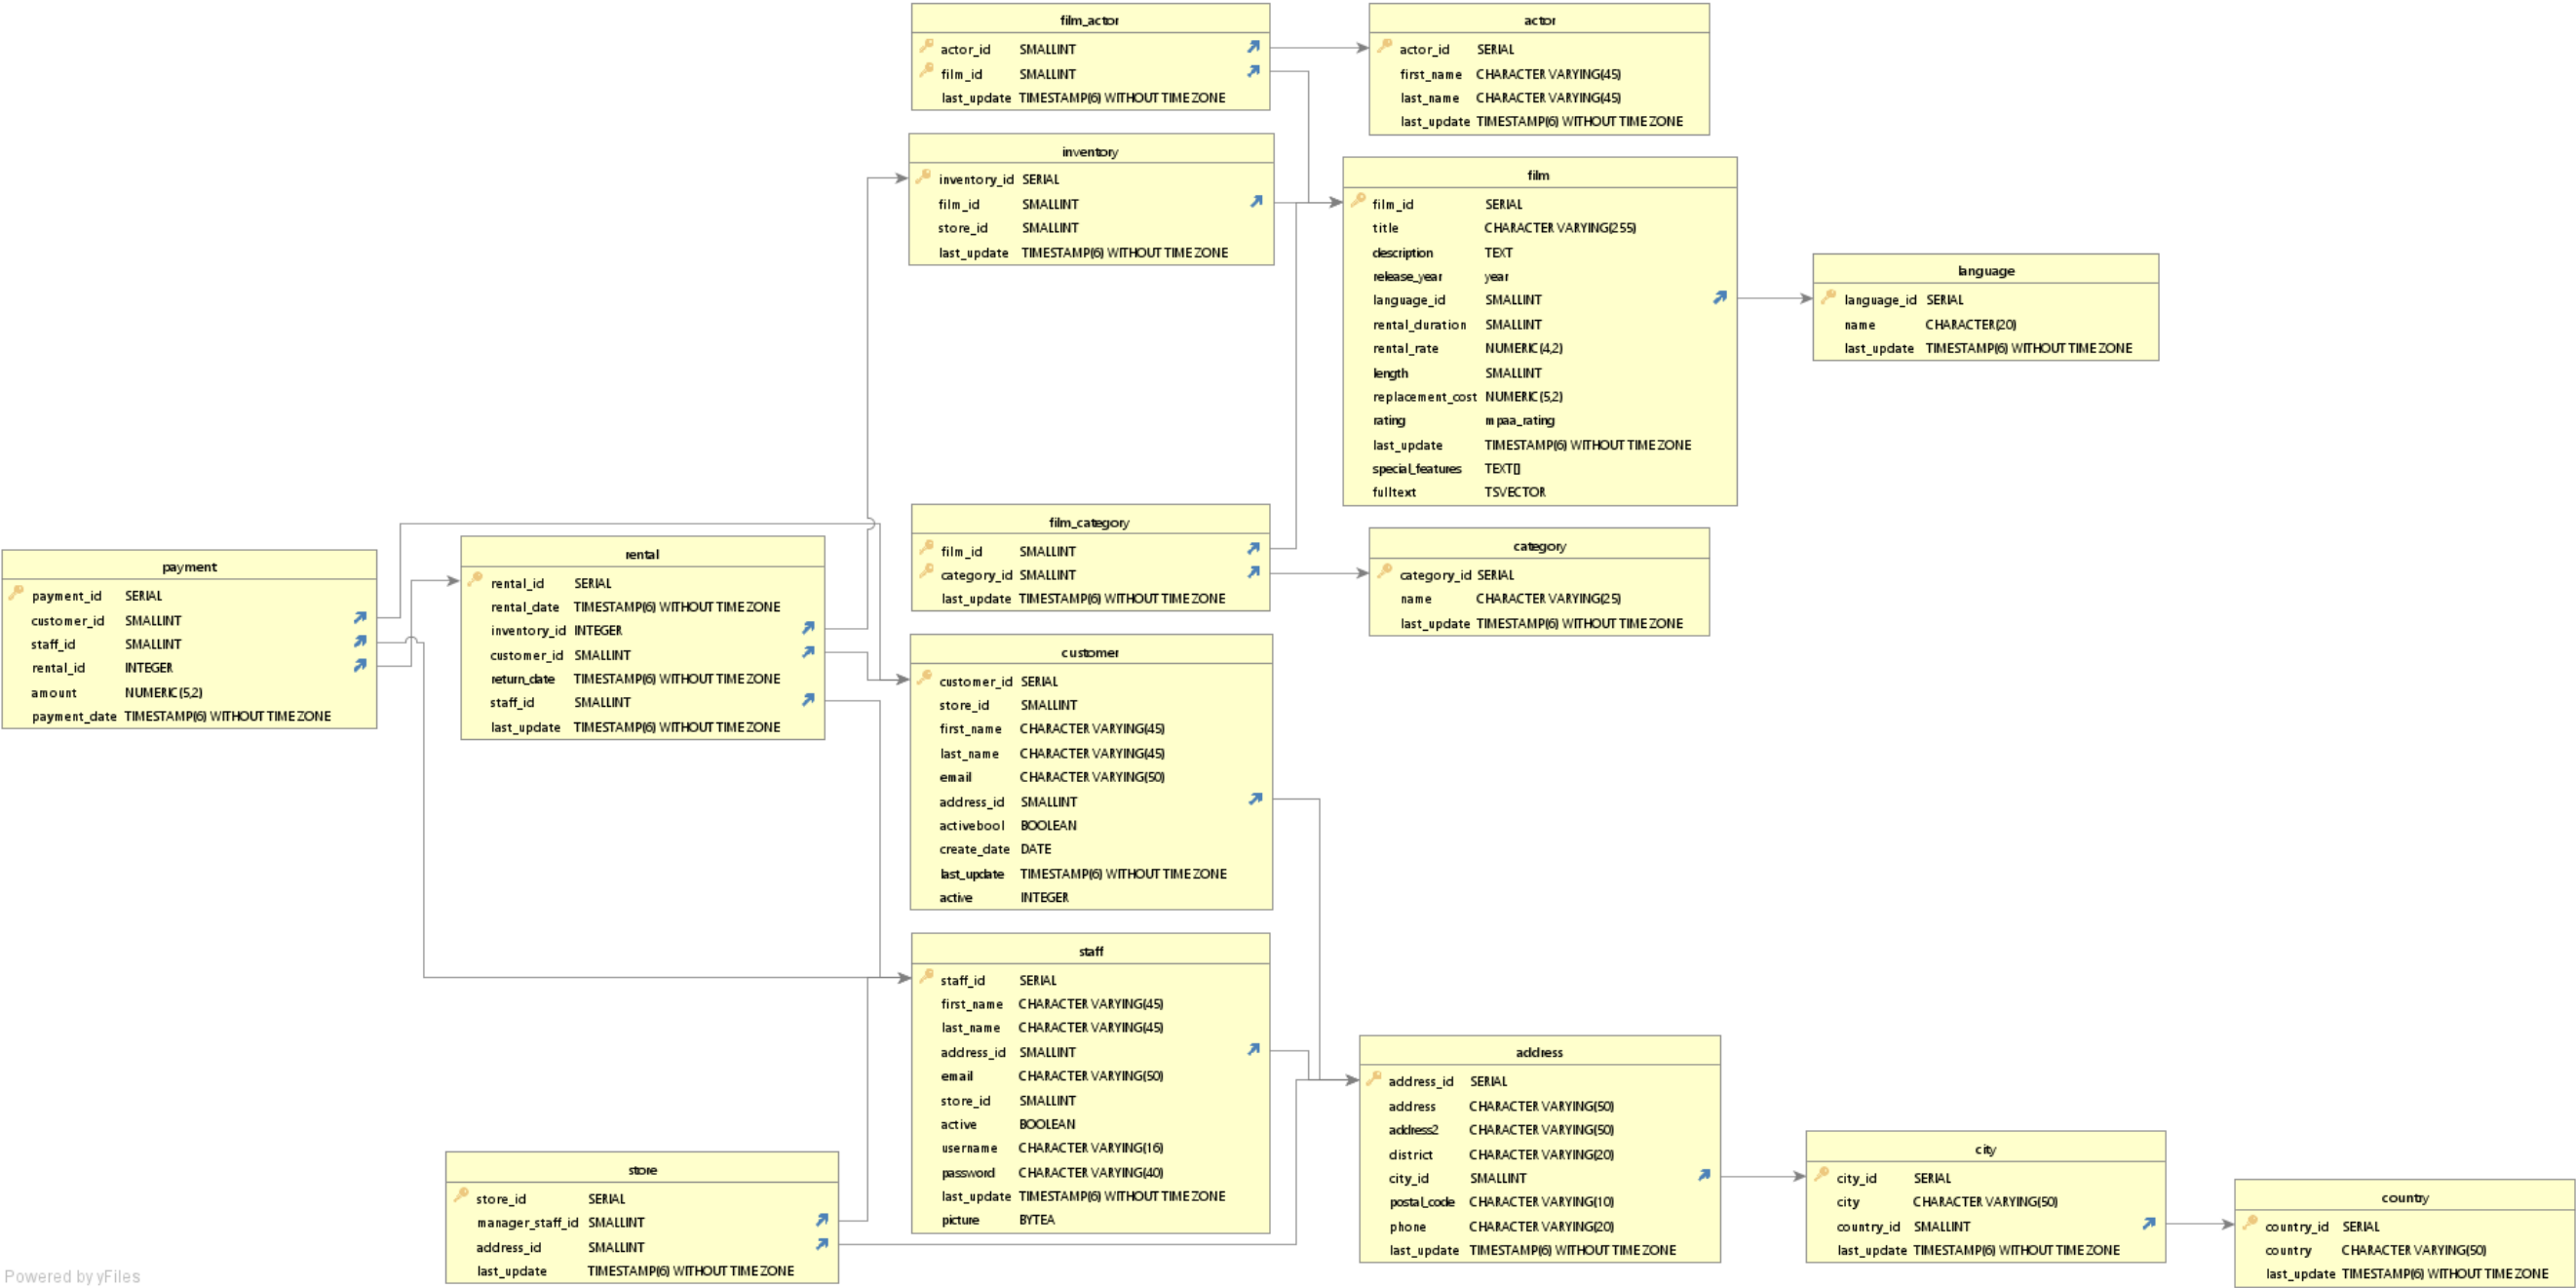 film_actor
actor_id SMALLINT
film_id SMALLINT
last_update TIMESTAMP(6) WITHOUT TIME ZONE
actor
actor_id SERIAL
first_name CHARACTER VARYING(45)
last_name CHARACTER VARYING(45)
last_update TIMESTAMP(6) WITHOUT TIME ZONE
inventory
inventory_id SERIAL
film_id SMALLINT
store_id SMALLINT
last_update TIMESTAMP(6) WITHOUT TIME ZONE
film
film_id SERIAL
title CHARACTER VARYING(255)
description TEXT
release_year year
language_id SMALLINT
rental_duration SMALLINT
rental_rate NUMERIC(4,2)
length SMALLINT
replacement_cost NUMERIC(5,2)
rating mpaa_rating
last_update TIMESTAMP(6) WITHOUT TIME ZONE
special_features TEXT[]
fulltext TSVECTOR
language
language_id SERIAL
name CHARACTER(20)
last_update TIMESTAMP(6) WITHOUT TIME ZONE
film_category
film_id SMALLINT
category_id SMALLINT
last_update TIMESTAMP(6) WITHOUT TIME ZONE
category
category_id SERIAL
name CHARACTER VARYING(25)
last_update TIMESTAMP(6) WITHOUT TIME ZONE
payment
payment_id SERIAL
customer_id SMALLINT
staff_id SMALLINT
rental_id INTEGER
amount NUMERIC(5,2)
payment_date TIMESTAMP(6) WITHOUT TIME ZONE
rental
rental_id SERIAL
rental_date TIMESTAMP(6) WITHOUT TIME ZONE
inventory_id INTEGER
customer_id SMALLINT
return_date TIMESTAMP(6) WITHOUT TIME ZONE
staff_id SMALLINT
last_update TIMESTAMP(6) WITHOUT TIME ZONE
customer
customer_id SERIAL
store_id SMALLINT
first_name CHARACTER VARYING(45)
last_name CHARACTER VARYING(45)
email CHARACTER VARYING(50)
address_id SMALLINT
activebool BOOLEAN
create_date DATE
last_update TIMESTAMP(6) WITHOUT TIME ZONE
active INTEGER
staff
staff_id SERIAL
first_name CHARACTER VARYING(45)
last_name CHARACTER VARYING(45)
address_id SMALLINT
email CHARACTER VARYING(50)
store_id SMALLINT
active BOOLEAN
username CHARACTER VARYING(16)
password CHARACTER VARYING(40)
last_update TIMESTAMP(6) WITHOUT TIME ZONE
picture BYTEA
store
store_id SERIAL
manager_staff_id SMALLINT
address_id SMALLINT
last_update TIMESTAMP(6) WITHOUT TIME ZONE
address
address_id SERIAL
address CHARACTER VARYING(50)
address2 CHARACTER VARYING(50)
district CHARACTER VARYING(20)
city_id SMALLINT
postal_code CHARACTER VARYING(10)
phone CHARACTER VARYING(20)
last_update TIMESTAMP(6) WITHOUT TIME ZONE
city
city_id SERIAL
city CHARACTER VARYING(50)
country_id SMALLINT
last_update TIMESTAMP(6) WITHOUT TIME ZONE
country
country_id SERIAL
country CHARACTER VARYING(50)
last_update TIMESTAMP(6) WITHOUT TIME ZONE
Powered by yFiles